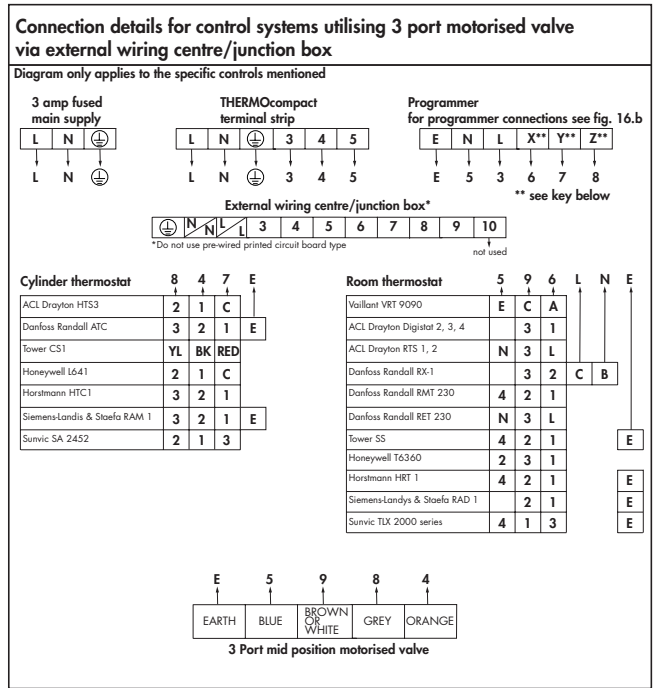 Connection details for control systems utilising 3 port motorised valve
via external wiring centre/junction box
Diagram only applies to the specific controls mentioned
3 amp fused
main supply
L N
L N
THERMOcompact
terminal strip
L N 3 4 5
L N 3 4 5
Programmer
for programmer connections see fig. 16.b
E N L X** Y** Z**
E 5 3 6 7 8
** see key below
External wiring centre/junction box*
N N L L 3 4 5 6 7 8 9 10
*Do not use pre-wired printed circuit board type
not used
Cylinder thermostat 8 4 7 E
ACL Drayton HTS3 2 1 C
Danfoss Randall ATC 3 2 1 E
Tower CS1 YL BK RED
Honeywell L641 2 1 C
Horstmann HTC1 3 2 1
Siemens-Landis & Staefa RAM 1 3 2 1 E
Sunvic SA 2452 2 1 3
Room thermostat 5 9 6 L N E
Vaillant VRT 9090 E C A
ACL Drayton Digistat 2, 3, 4 3 1
ACL Drayton RTS 1, 2 N 3 L
Danfoss Randall RX-1 3 2 C B
Danfoss Randall RMT 230 4 2 1
Danfoss Randall RET 230 N 3 L
Tower SS 4 2 1 E
Honeywell T6360 2 3 1
Horstmann HRT 1 4 2 1 E
Siemens-Landys & Staefa RAD 1 2 1 E
Sunvic TLX 2000 series 4 1 3 E
E 5 9 8 4
EARTH BLUE BROWN OR WHITE GREY ORANGE
3 Port mid position motorised valve